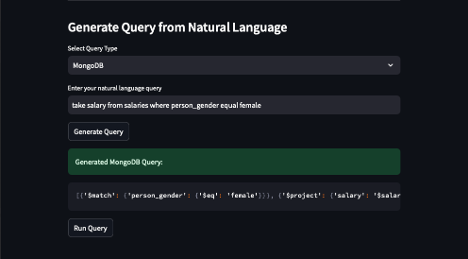 Generate Query from Natural Language
Select Query Type
MongoDB
Enter your natural language query
take salary from salaries where person_gender equal female
Generate Query
Generated MongoDB Query:
[{'$match': {'person_gender': {'$eq': 'female'}}}, {'$project': {'salary': '$salar
Run Query